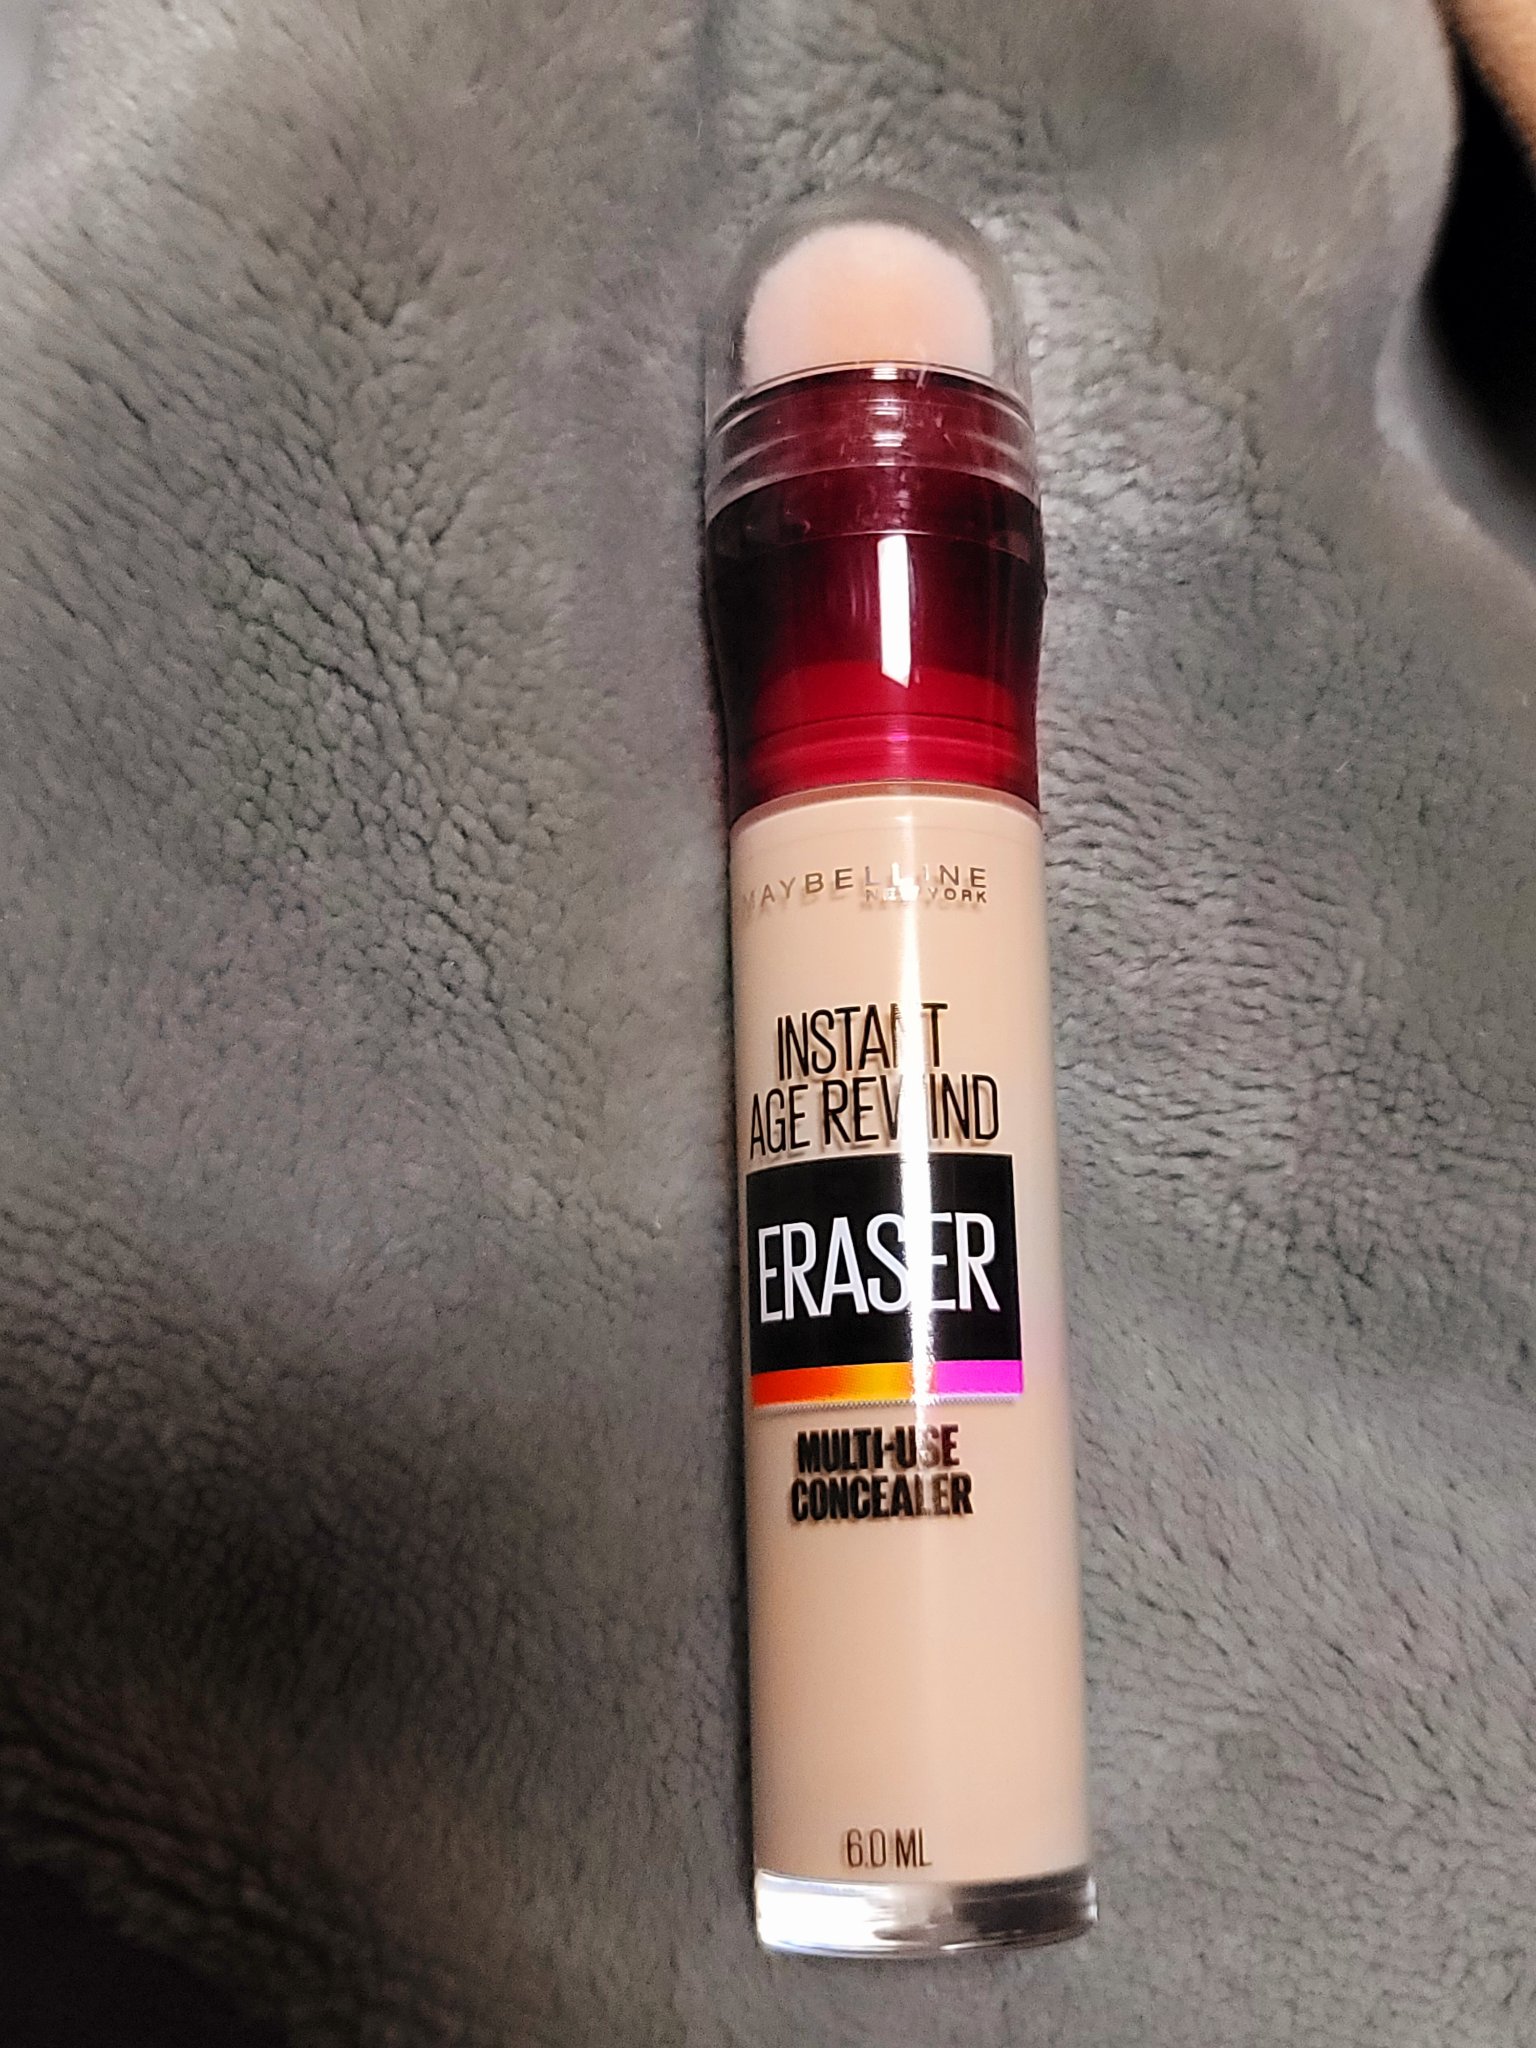 MAYBELLINE
NEW YORK
INSTANT
AGE REWIND
ERASER
MULTI-USE
CONCEALER
6.0 ML